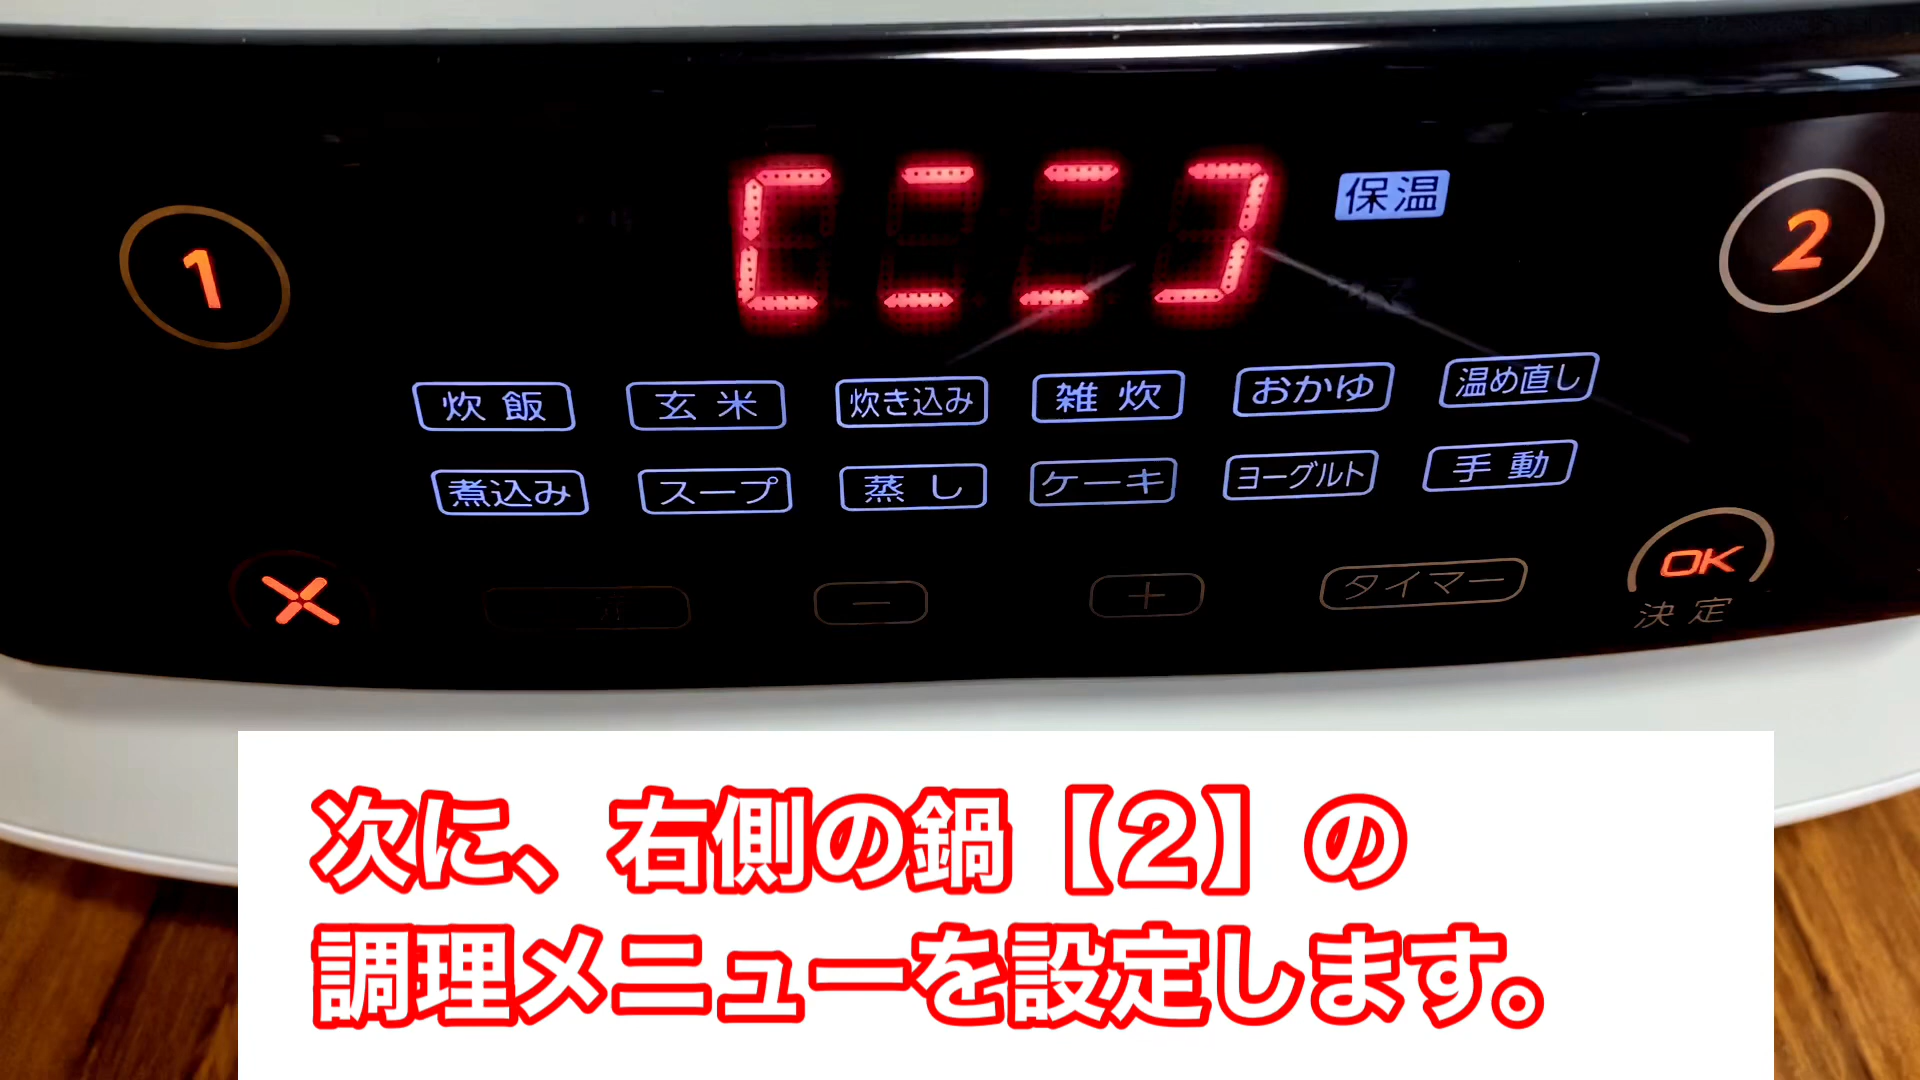 保温
1
2
炊飯 玄米 炊き込み 雑炊 おかゆ 温め直し
煮込み スープ 蒸し ケーキ ヨーグルト 手動
－ ＋ タイマー OK
決定
次に、右側の鍋【2】の
調理メニューを設定します。